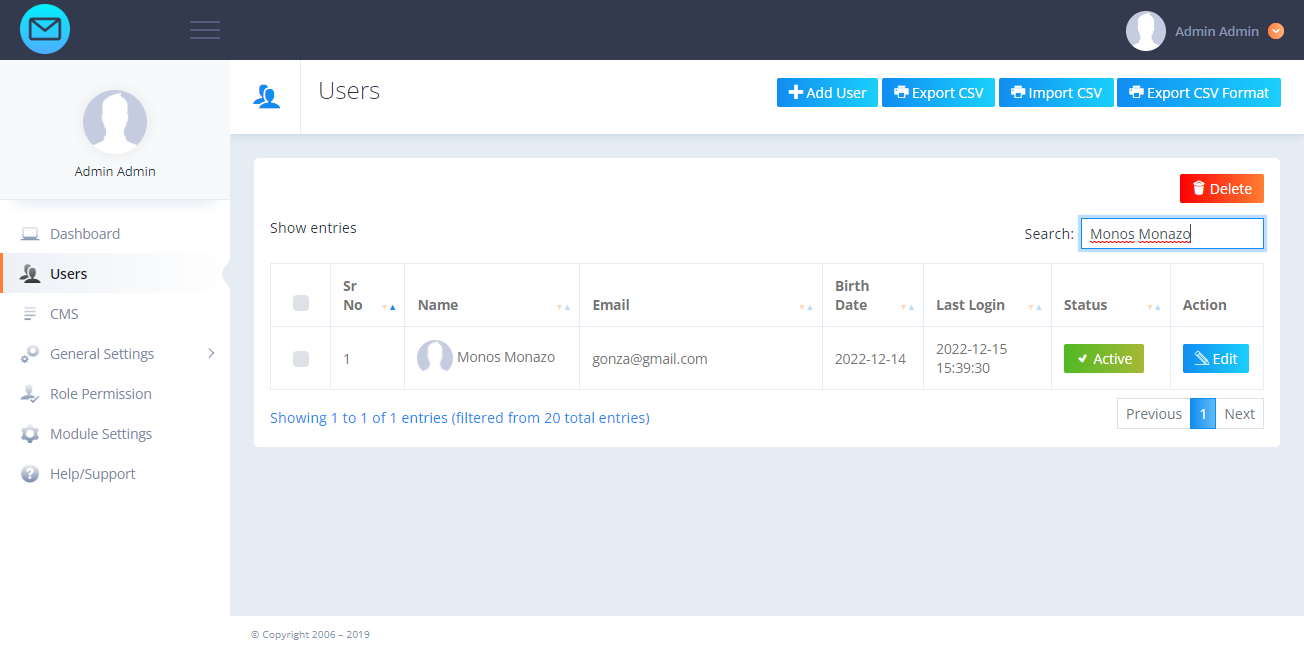 Admin Admin
Admin Admin
Dashboard
Users
CMS
General Settings
Role Permission
Module Settings
Help/Support
Users
Add User Export CSV Import CSV Export CSV Format
Delete
Show entries
Search: Monos Monazo
Sr No Name Email Birth Date Last Login Status Action
1 Monos Monazo gonza@gmail.com 2022-12-14 2022-12-15 15:39:30 Active Edit
Showing 1 to 1 of 1 entries (filtered from 20 total entries)
Previous 1 Next
© Copyright 2006 – 2019